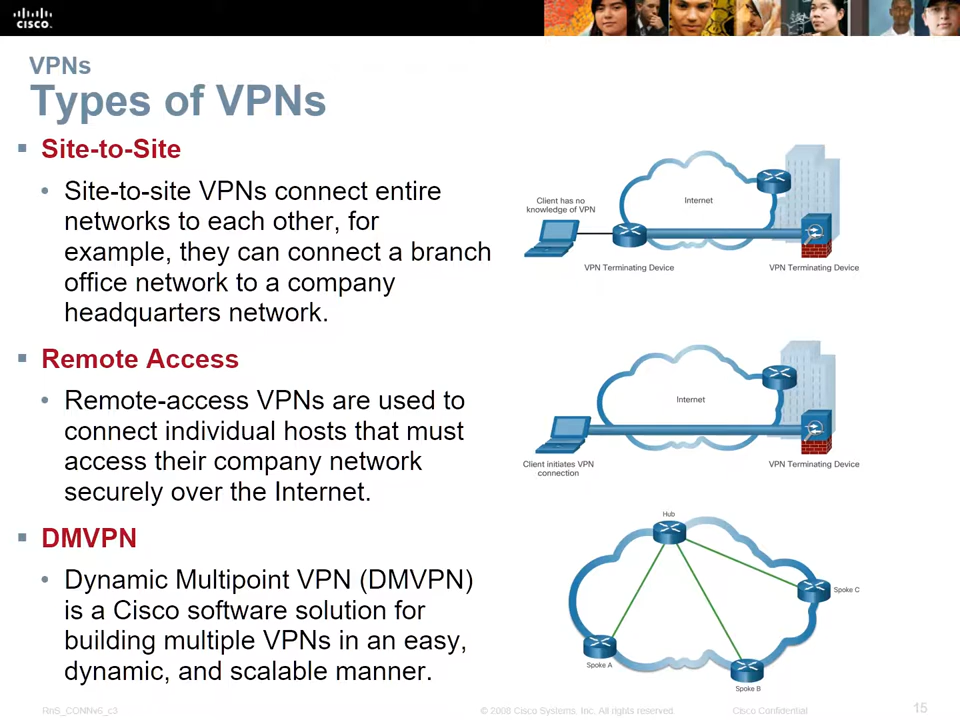 CISCO
VPNs
Types of VPNs
▪ Site-to-Site
• Site-to-site VPNs connect entire
networks to each other, for
example, they can connect a branch
office network to a company
headquarters network.
Client has no
knowledge of VPN
Internet
VPN Terminating Device
VPN Terminating Device
▪ Remote Access
• Remote-access VPNs are used to
connect individual hosts that must
access their company network
securely over the Internet.
Internet
Client initiates VPN
connection
VPN Terminating Device
▪ DMVPN
• Dynamic Multipoint VPN (DMVPN)
is a Cisco software solution for
building multiple VPNs in an easy,
dynamic, and scalable manner.
Hub
Spoke C
Spoke A
Spoke B
RnS_CONNv6_c3
© 2008 Cisco Systems, Inc. All rights reserved
Cisco Confidential
15